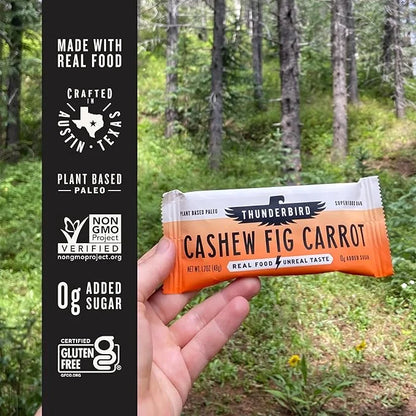 MADE WITH
REAL FOOD
CRAFTED
IN
AUSTIN • TEXAS
PLANT BASED
PALEO
NON
GMO
Project
VERIFIED
nongmoproject.org
0g ADDED
SUGAR
CERTIFIED
GLUTEN
FREE
GFCO.ORG
PLANT BASED PALEO
THUNDERBIRD
SUPERFOOD BAR
CASHEW FIG CARROT
NET WT. 1.7OZ (48g)
REAL FOOD UNREAL TASTE
0g ADDED SUGAR